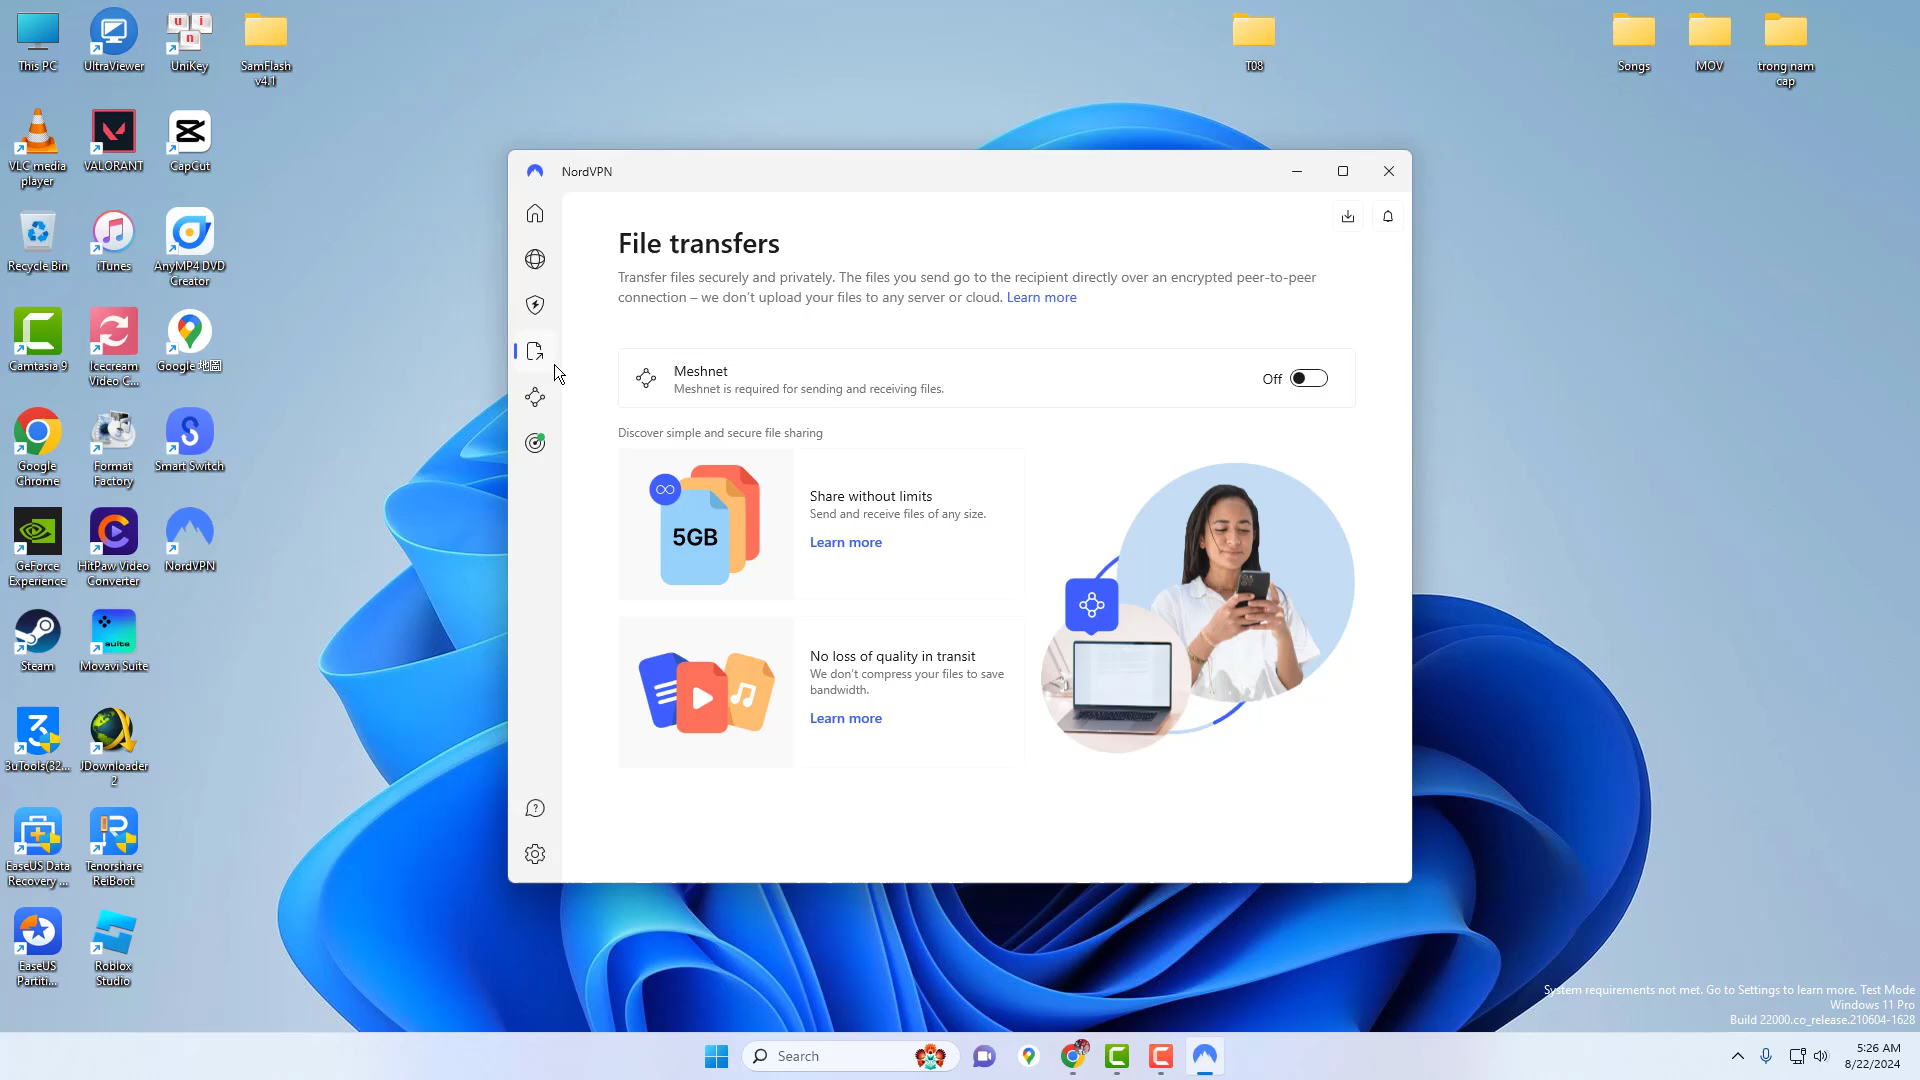 This PC
UltraViewer
UniKey
SamFlash
v4.1
T08
Songs
MOV
trong nam
cap
VLC media
player
VALORANT
CapCut
Recycle Bin
iTunes
AnyMP4 DVD
Creator
Camtasia 9
Icecream
Video C...
Google 地圖
Google
Chrome
Format
Factory
Smart Switch
GeForce
Experience
HitPaw Video
Converter
NordVPN
Steam
suite
Movavi Suite
3uTools(32...
JDownloader
2
EaseUS Data
Recovery ...
Tenorshare
ReiBoot
EaseUS
Partiti...
Roblox
Studio
NordVPN
File transfers
Transfer files securely and privately. The files you send go to the recipient directly over an encrypted peer-to-peer
connection – we don't upload your files to any server or cloud. Learn more
Meshnet
Meshnet is required for sending and receiving files.
Off
Discover simple and secure file sharing
5GB
Share without limits
Send and receive files of any size.
Learn more
No loss of quality in transit
We don't compress your files to save
bandwidth.
Learn more
System requirements not met. Go to Settings to learn more. Test Mode
Windows 11 Pro
Build 22000.co_release.210604-1628
Search
5:26 AM
8/22/2024